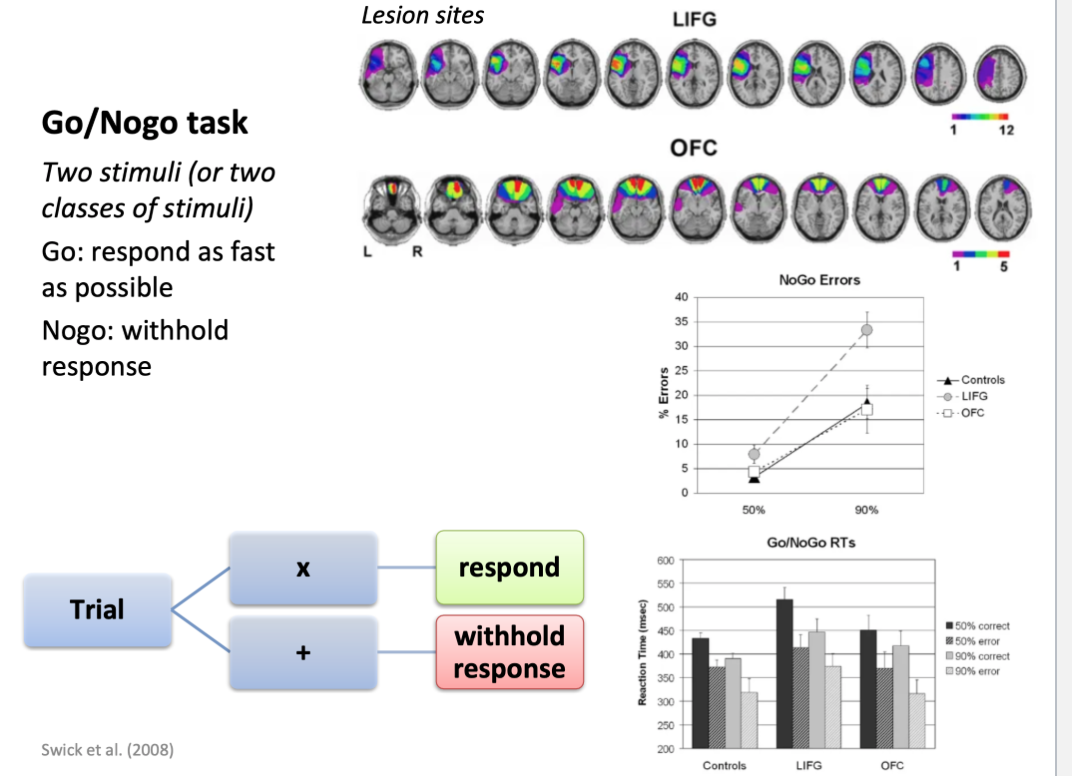 Lesion sites
LIFG
1 12
Go/Nogo task
Two stimuli (or two
classes of stimuli)
Go: respond as fast
as possible
Nogo: withhold
response
OFC
L R
1 5
NoGo Errors
40
35
30
25
20
15
10
5
0
% Errors
50% 90%
Controls
LIFG
OFC
Trial
x
respond
+
withhold
response
Go/NoGo RTs
600
550
500
450
400
350
300
250
200
Reaction Time (msec)
Controls LIFG OFC
50% correct
50% error
90% correct
90% error
Swick et al. (2008)